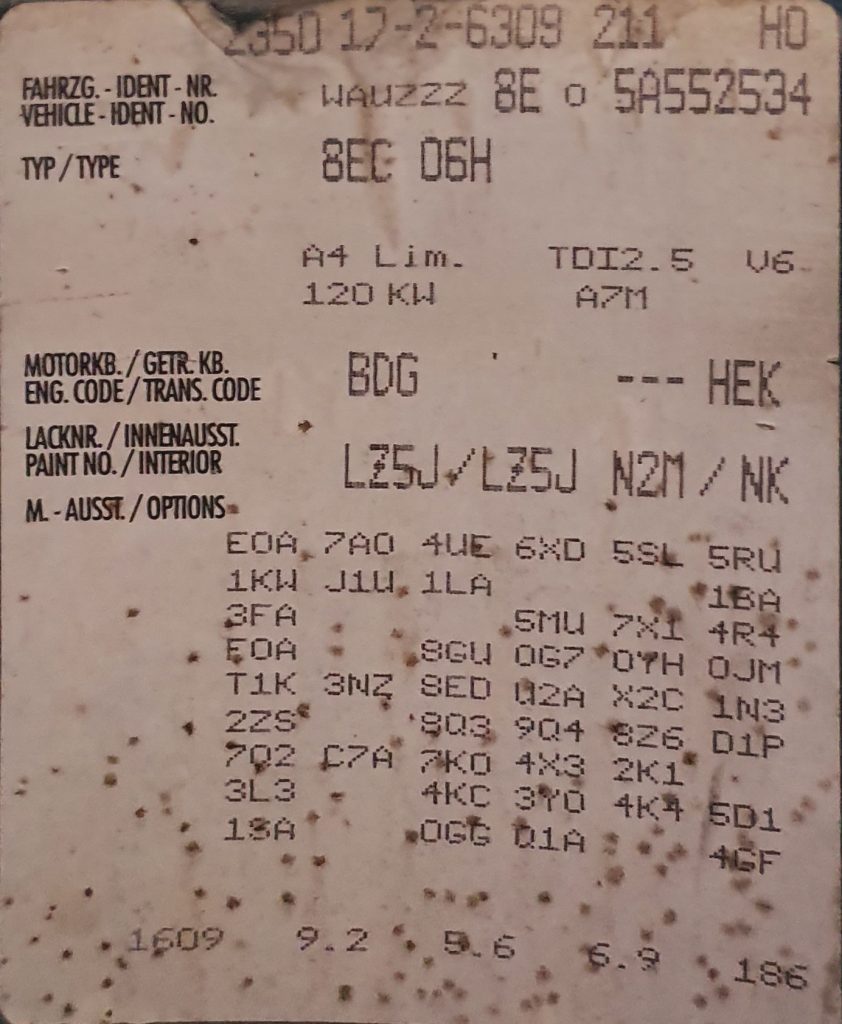 2350 17-2-6309 211 HO
FAHRZG. - IDENT - NR.
VEHICLE - IDENT - NO.
WAUZZZ 8E 0 5A552534
TYP / TYPE
8EC 06H
A4 Lim. TDI2.5 V6
120 KW A7M
MOTORKB. / GETR. KB.
ENG. CODE / TRANS. CODE
BDG --- HEK
LACKNR. / INNENAUSST.
PAINT NO. / INTERIOR
LZ5J/LZ5J N2M / NK
M. - AUSST. / OPTIONS
E0A 7A0 4UE 6XD 5SL 5RU
1KW J1U 1LA 1BA
3FA 5MU 7X1 4R4
E0A 8GU 0G7 0YH 0JM
T1K 3NZ 8ED U2A X2C 1N3
2ZS 8Q3 9Q4 8Z6 D1P
7Q2 C7A 7K0 4X3 2K1
3L3 4KC 3Y0 4K4 5D1
1SA 0GG Q1A 4GF
1609 9.2 5.6 6.9 186